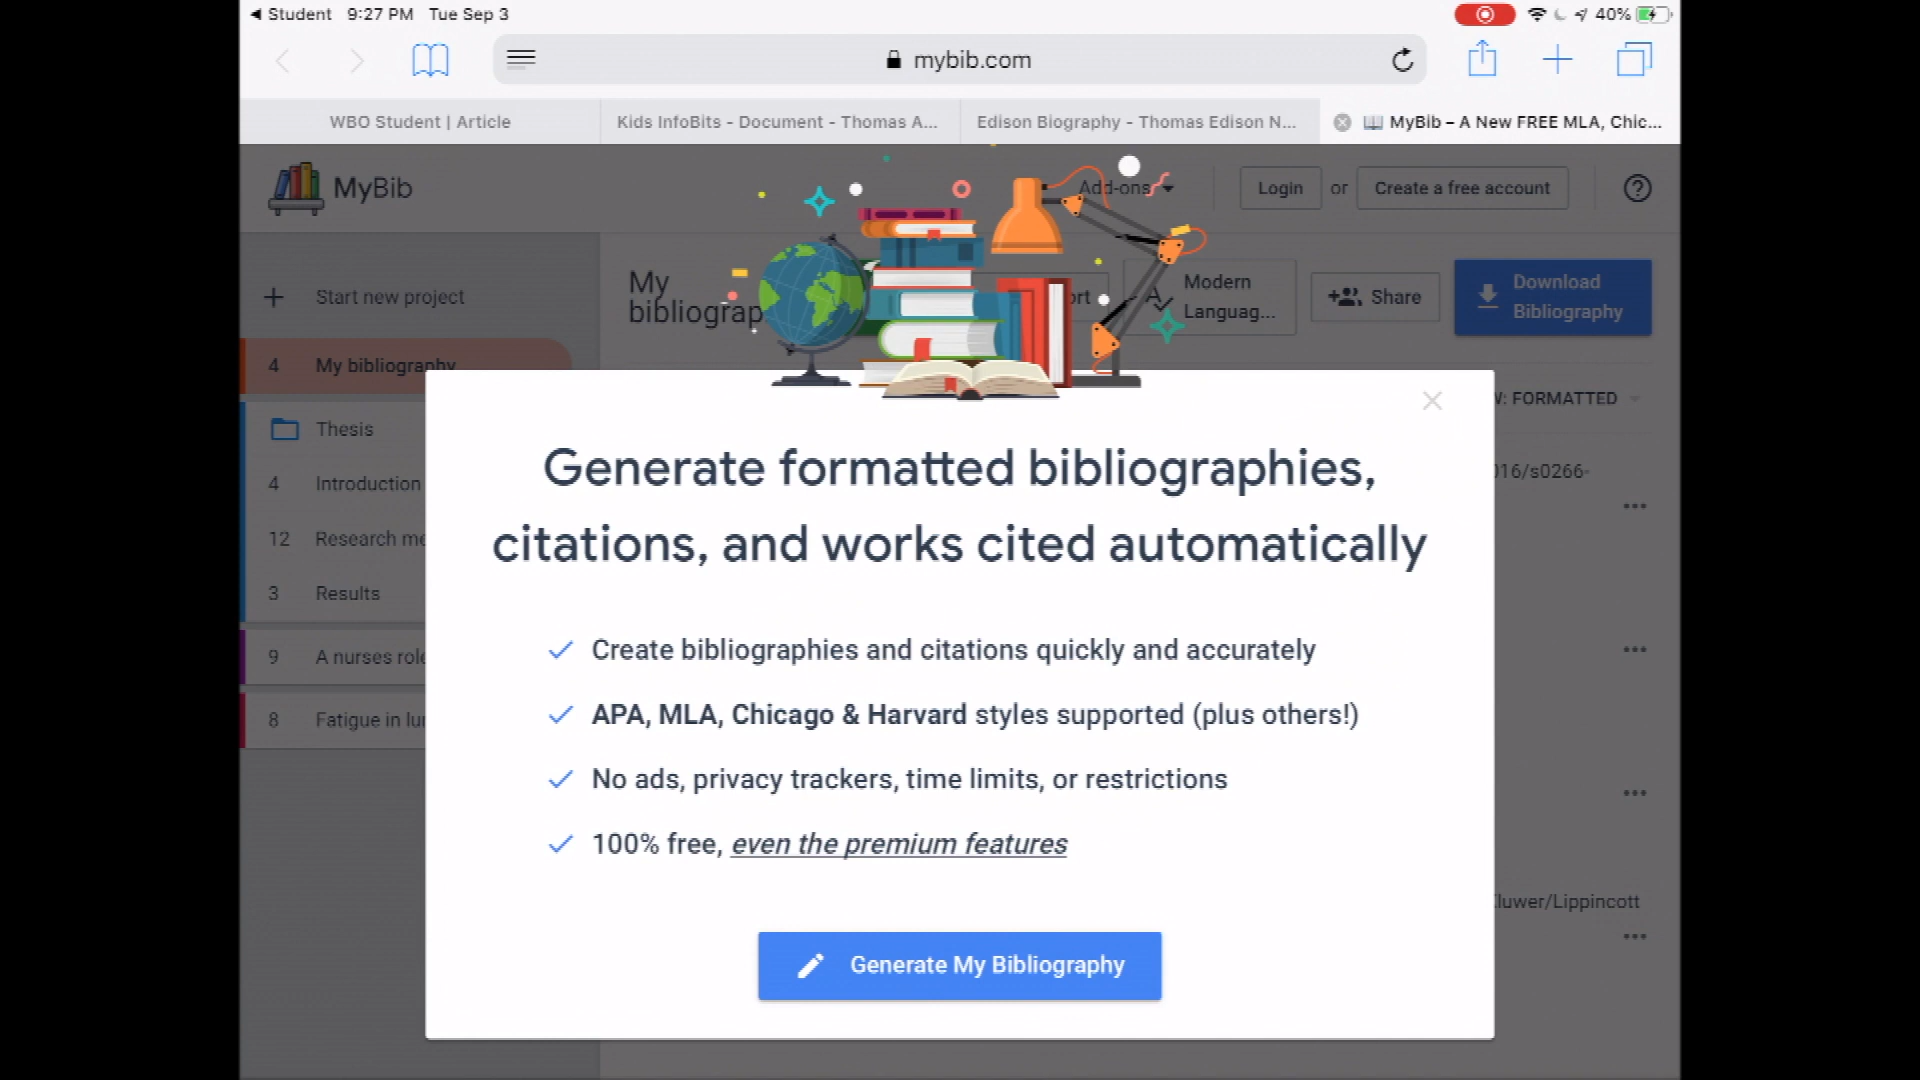 Student 9:27 PM Tue Sep 3
40%
mybib.com
WBO Student | Article
Kids InfoBits - Document - Thomas A...
Edison Biography - Thomas Edison N...
MyBib – A New FREE MLA, Chic...
MyBib
Add-ons
Login or Create a free account
Start new project
My
bibliograp
ort
Modern
Languag...
Share
Download
Bibliography
4 My bibliography
W: FORMATTED
Thesis
016/s0266-
4 Introduction
12 Research me
3 Results
9 A nurses role
8 Fatigue in lu
Kluwer/Lippincott
Generate formatted bibliographies,
citations, and works cited automatically
Create bibliographies and citations quickly and accurately
APA, MLA, Chicago & Harvard styles supported (plus others!)
No ads, privacy trackers, time limits, or restrictions
100% free, even the premium features
Generate My Bibliography